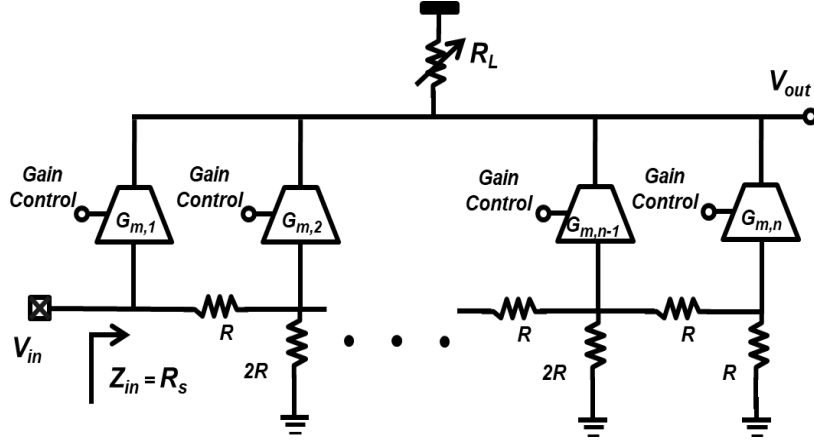 R_L
V_out
Gain
Control
G_m,1
Gain
Control
G_m,2
Gain
Control
G_m,n-1
Gain
Control
G_m,n
V_in
R
R
R
Z_in = R_s
2R
2R
R